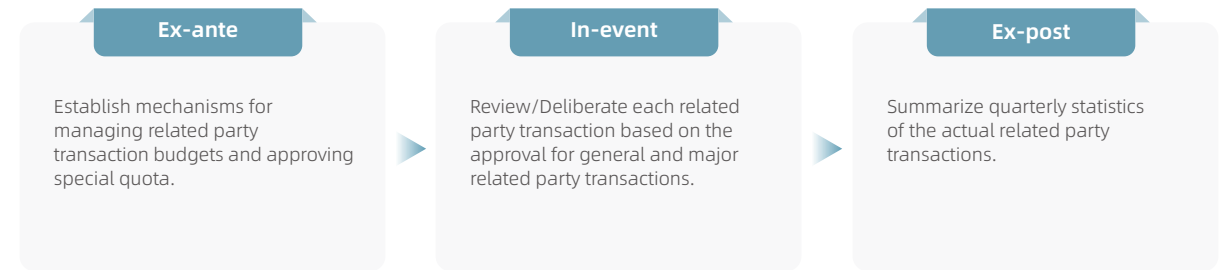 Ex-ante
Establish mechanisms for
managing related party
transaction budgets and approving
special quota.
In-event
Review/Deliberate each related
party transaction based on the
approval for general and major
related party transactions.
Ex-post
Summarize quarterly statistics
of the actual related party
transactions.